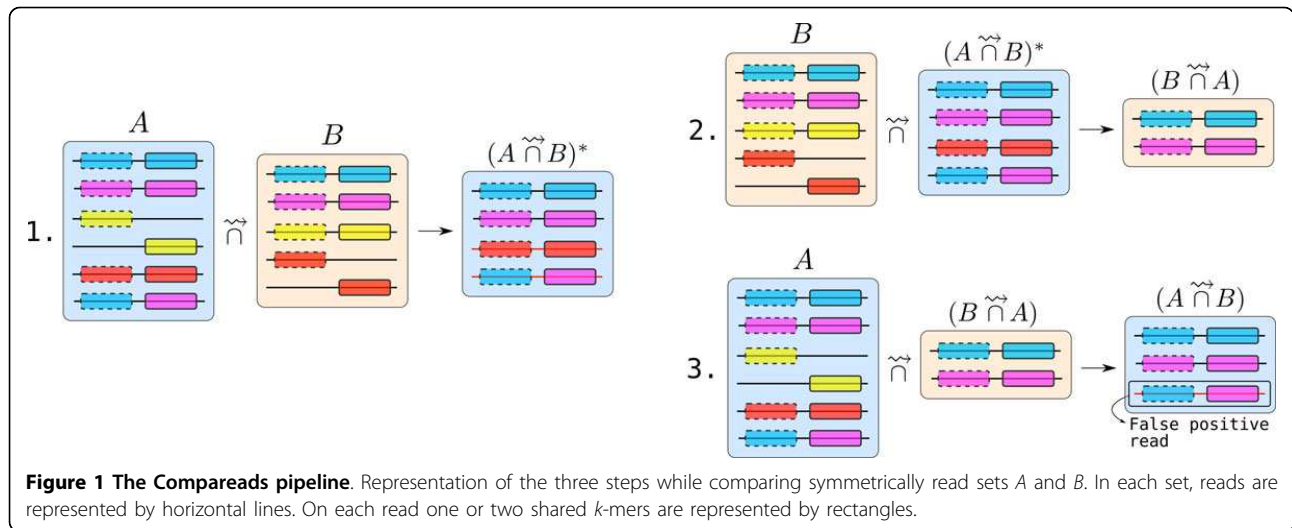 1.
A
∩
B
(A ∩ B)*
2.
B
∩
(A ∩ B)*
(B ∩ A)
3.
A
∩
(B ∩ A)
(A ∩ B)
False positive
read
Figure 1 The Compareads pipeline. Representation of the three steps while comparing symmetrically read sets A and B. In each set, reads are
represented by horizontal lines. On each read one or two shared k-mers are represented by rectangles.